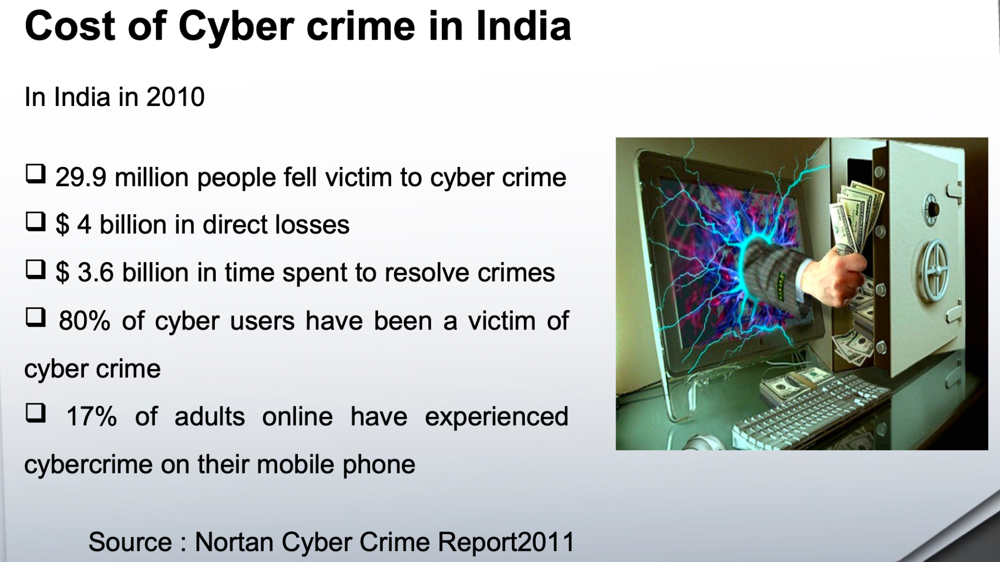 Cost of Cyber crime in India
In India in 2010
❑ 29.9 million people fell victim to cyber crime
❑ $ 4 billion in direct losses
❑ $ 3.6 billion in time spent to resolve crimes
❑ 80% of cyber users have been a victim of
cyber crime
❑ 17% of adults online have experienced
cybercrime on their mobile phone
Source : Nortan Cyber Crime Report2011